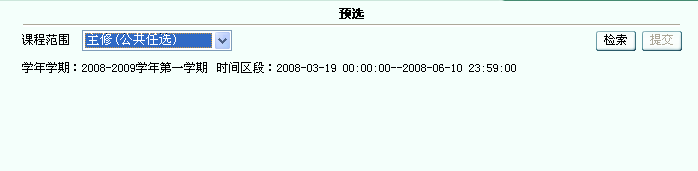 预选
课程范围 主修(公共任选) 检索 提交
学年学期：2008-2009学年第一学期 时间区段：2008-03-19 00:00:00--2008-06-10 23:59:00